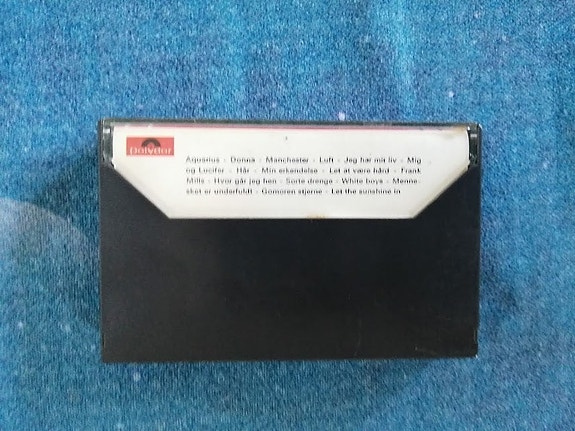 polydor
Aquarius - Donna - Manchester - Luft - Jeg har mit liv - Mig
og Lucifer - Hår - Min erkendelse - Let at være hård - Frank
Mills - Hvor går jeg hen - Sorte drenge - White boys - Menne-
sket er underfuldt - Gomoren stjerne - Let the sunshine in